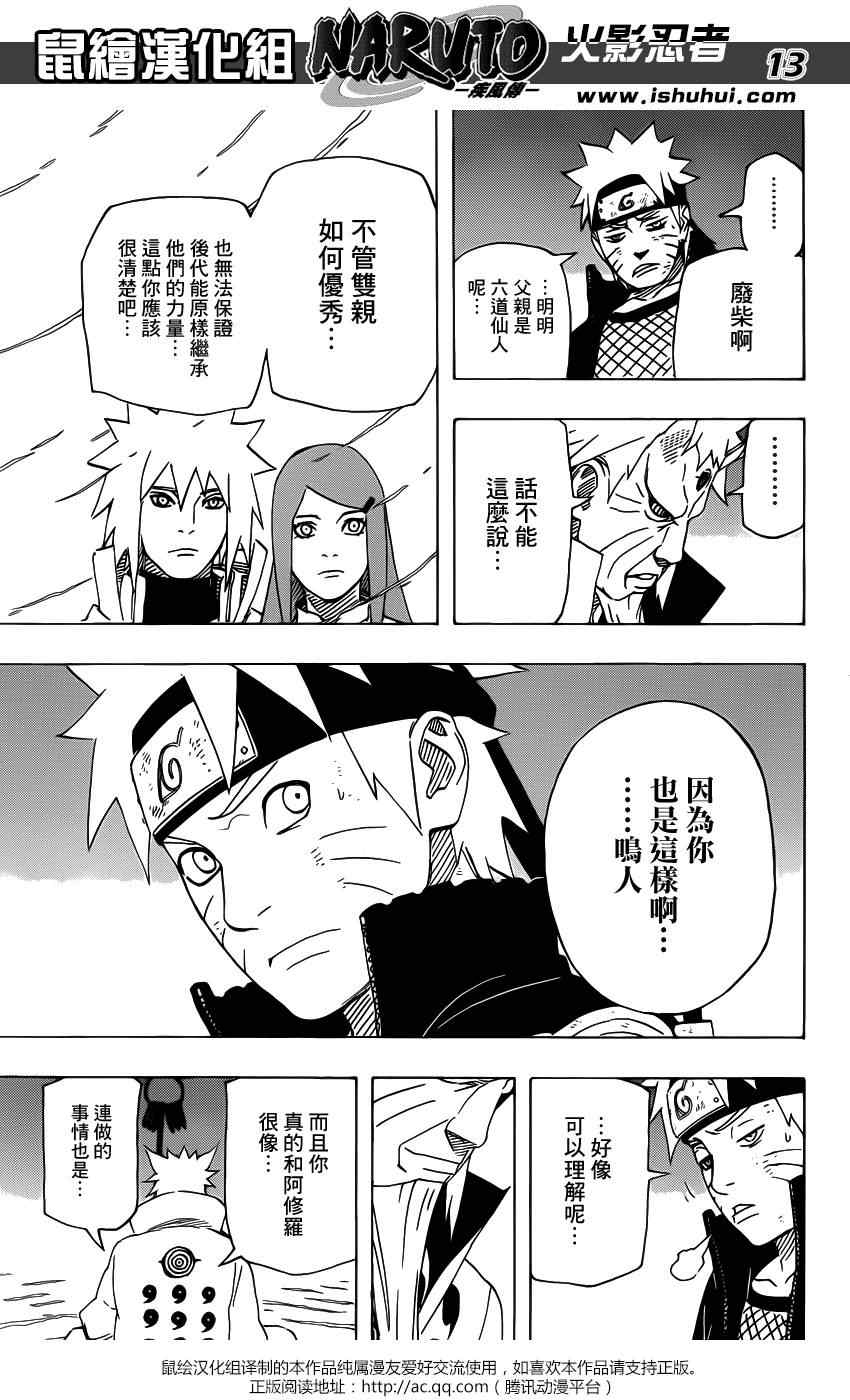 鼠繪漢化組
NARUTO
-疾風傳-
火影忍者
13
www.ishuhui.com
………
廢柴啊
…明明
父親是
六道仙人
呢…
………
話不能
這麼說…
不管雙親
如何優秀…
也無法保證
後代能原樣繼承
他們的力量…
這點你應該
很清楚吧…
因為你
也是這樣啊…
……鳴人
…好像
可以理解
呢…
而且你
真的和阿修羅
很像…
連做的
事情也是…
鼠绘汉化组译制的本作品纯属漫友爱好交流使用，如喜欢本作品请支持正版。
正版阅读地址：http://ac.qq.com（腾讯动漫平台）